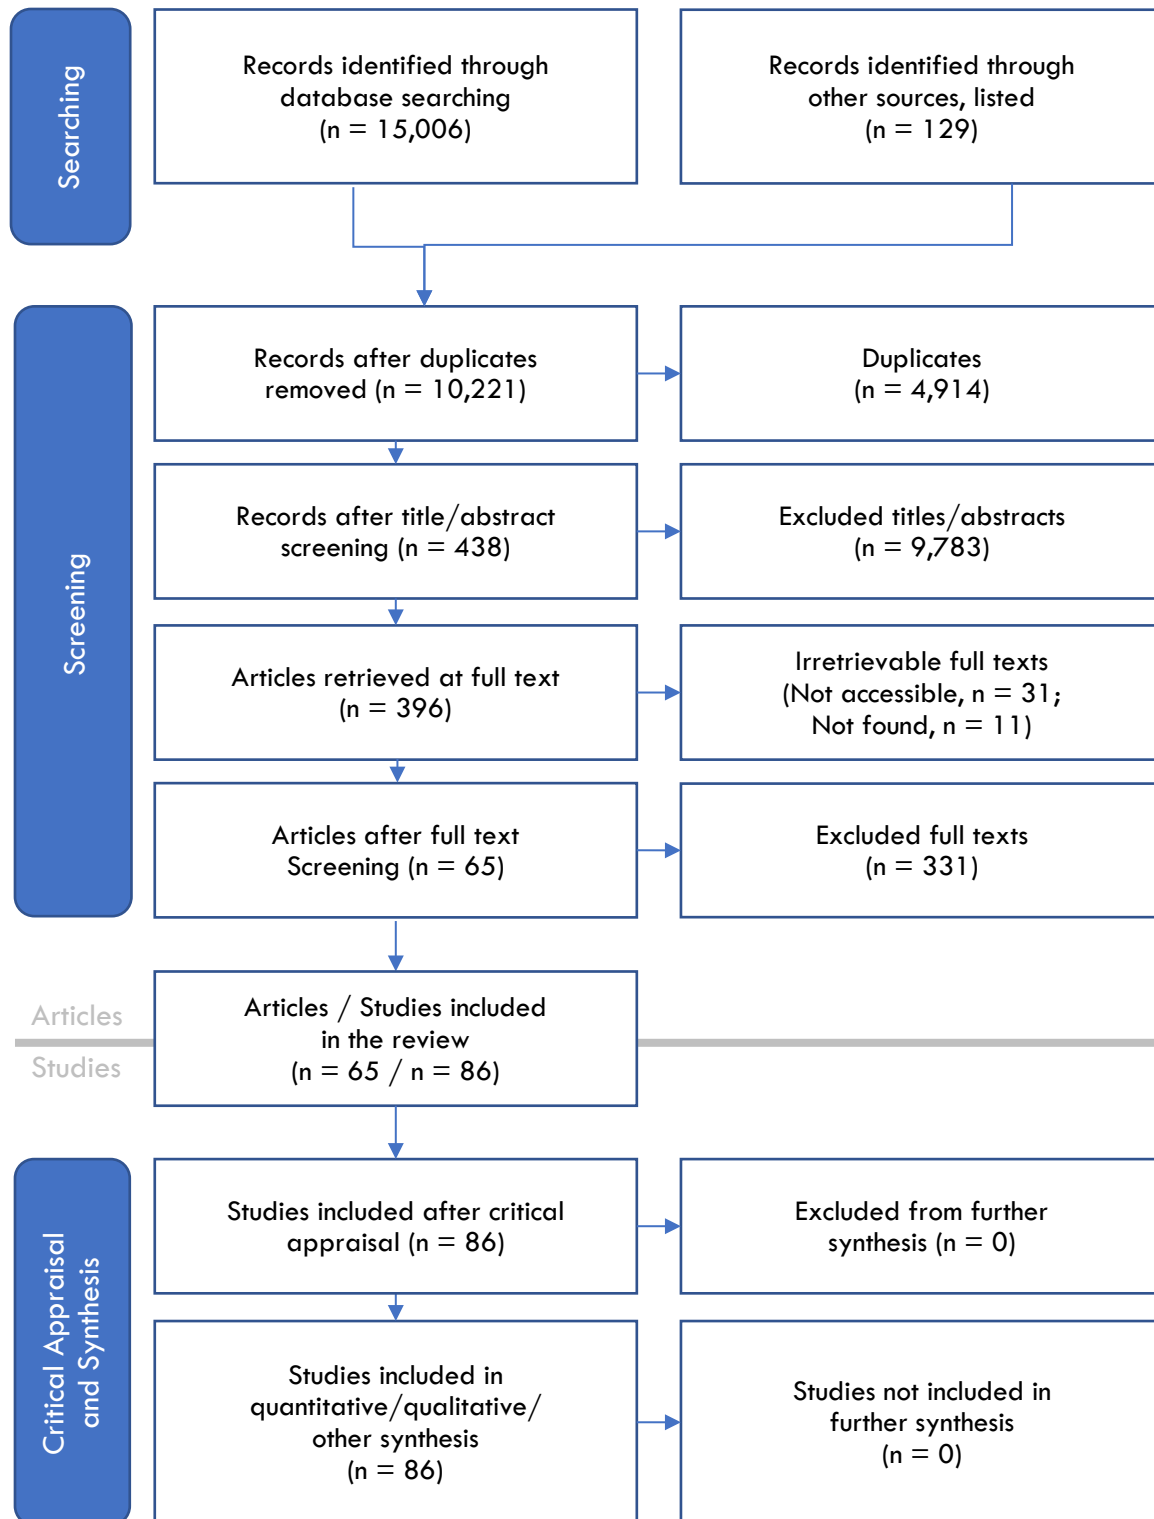 Searching
Records identified through
database searching
(n = 15,006)
Records identified through
other sources, listed
(n = 129)
Screening
Records after duplicates
removed (n = 10,221)
Duplicates
(n = 4,914)
Records after title/abstract
screening (n = 438)
Excluded titles/abstracts
(n = 9,783)
Articles retrieved at full text
(n = 396)
Irretrievable full texts
(Not accessible, n = 31;
Not found, n = 11)
Articles after full text
Screening (n = 65)
Excluded full texts
(n = 331)
Articles
Studies
Articles / Studies included
in the review
(n = 65 / n = 86)
Critical Appraisal
and Synthesis
Studies included after critical
appraisal (n = 86)
Excluded from further
synthesis (n = 0)
Studies included in
quantitative/qualitative/
other synthesis
(n = 86)
Studies not included in
further synthesis
(n = 0)